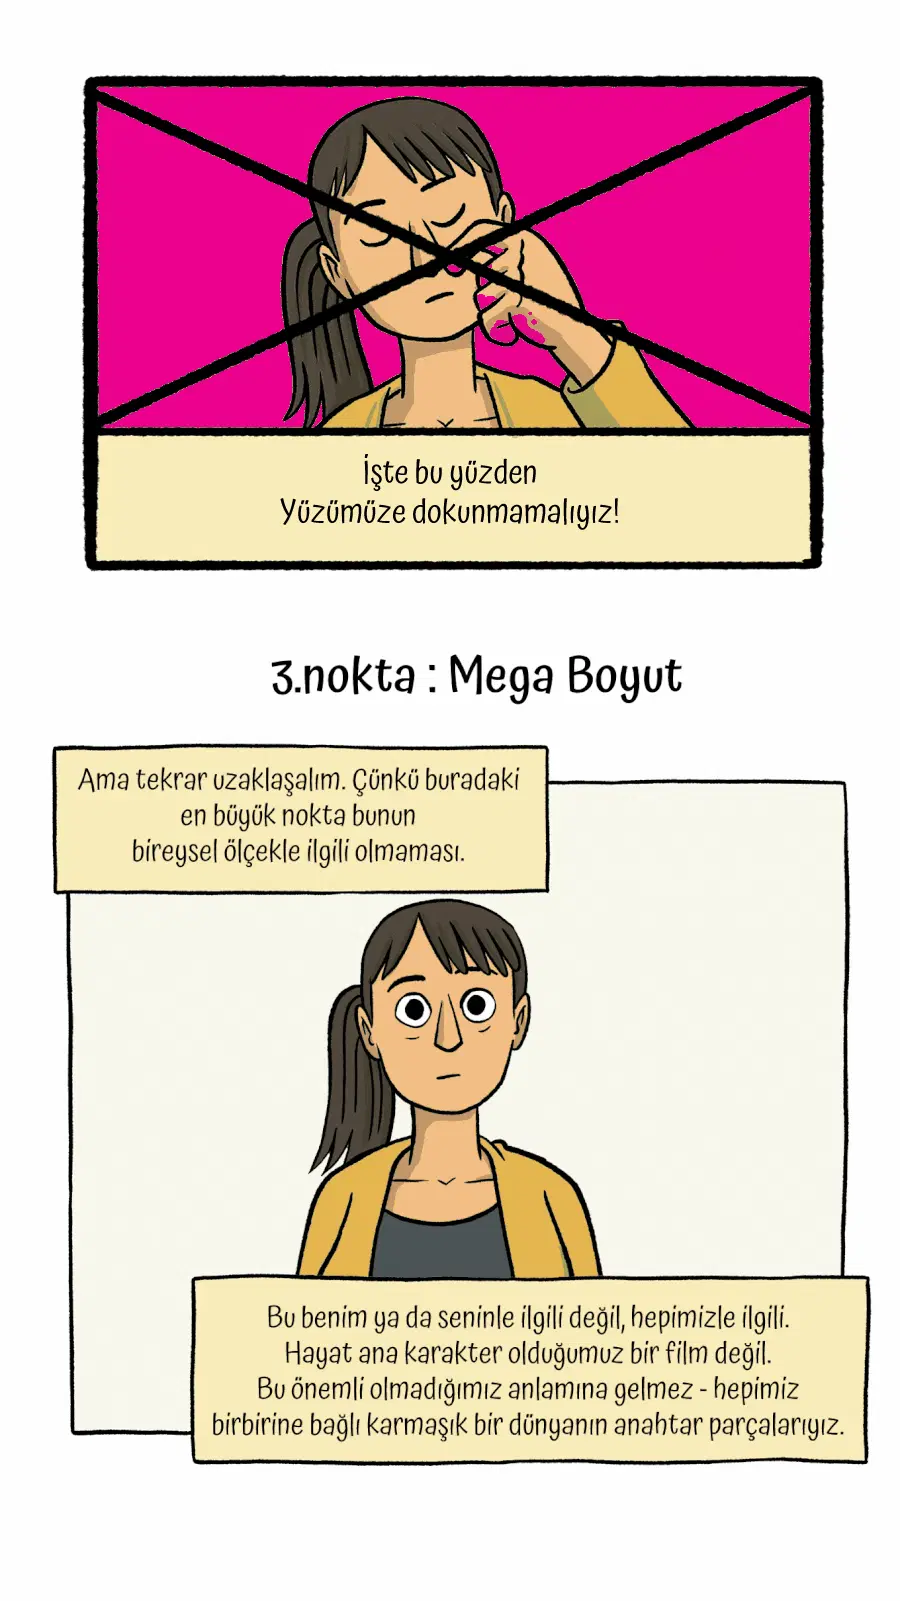 İşte bu yüzden
Yüzümüze dokunmamalıyız!
3.nokta : Mega Boyut
Ama tekrar uzaklaşalım. Çünkü buradaki
en büyük nokta bunun
bireysel ölçekle ilgili olmaması.
Bu benim ya da seninle ilgili değil, hepimizle ilgili.
Hayat ana karakter olduğumuz bir film değil.
Bu önemli olmadığımız anlamına gelmez - hepimiz
birbirine bağlı karmaşık bir dünyanın anahtar parçalarıyız.